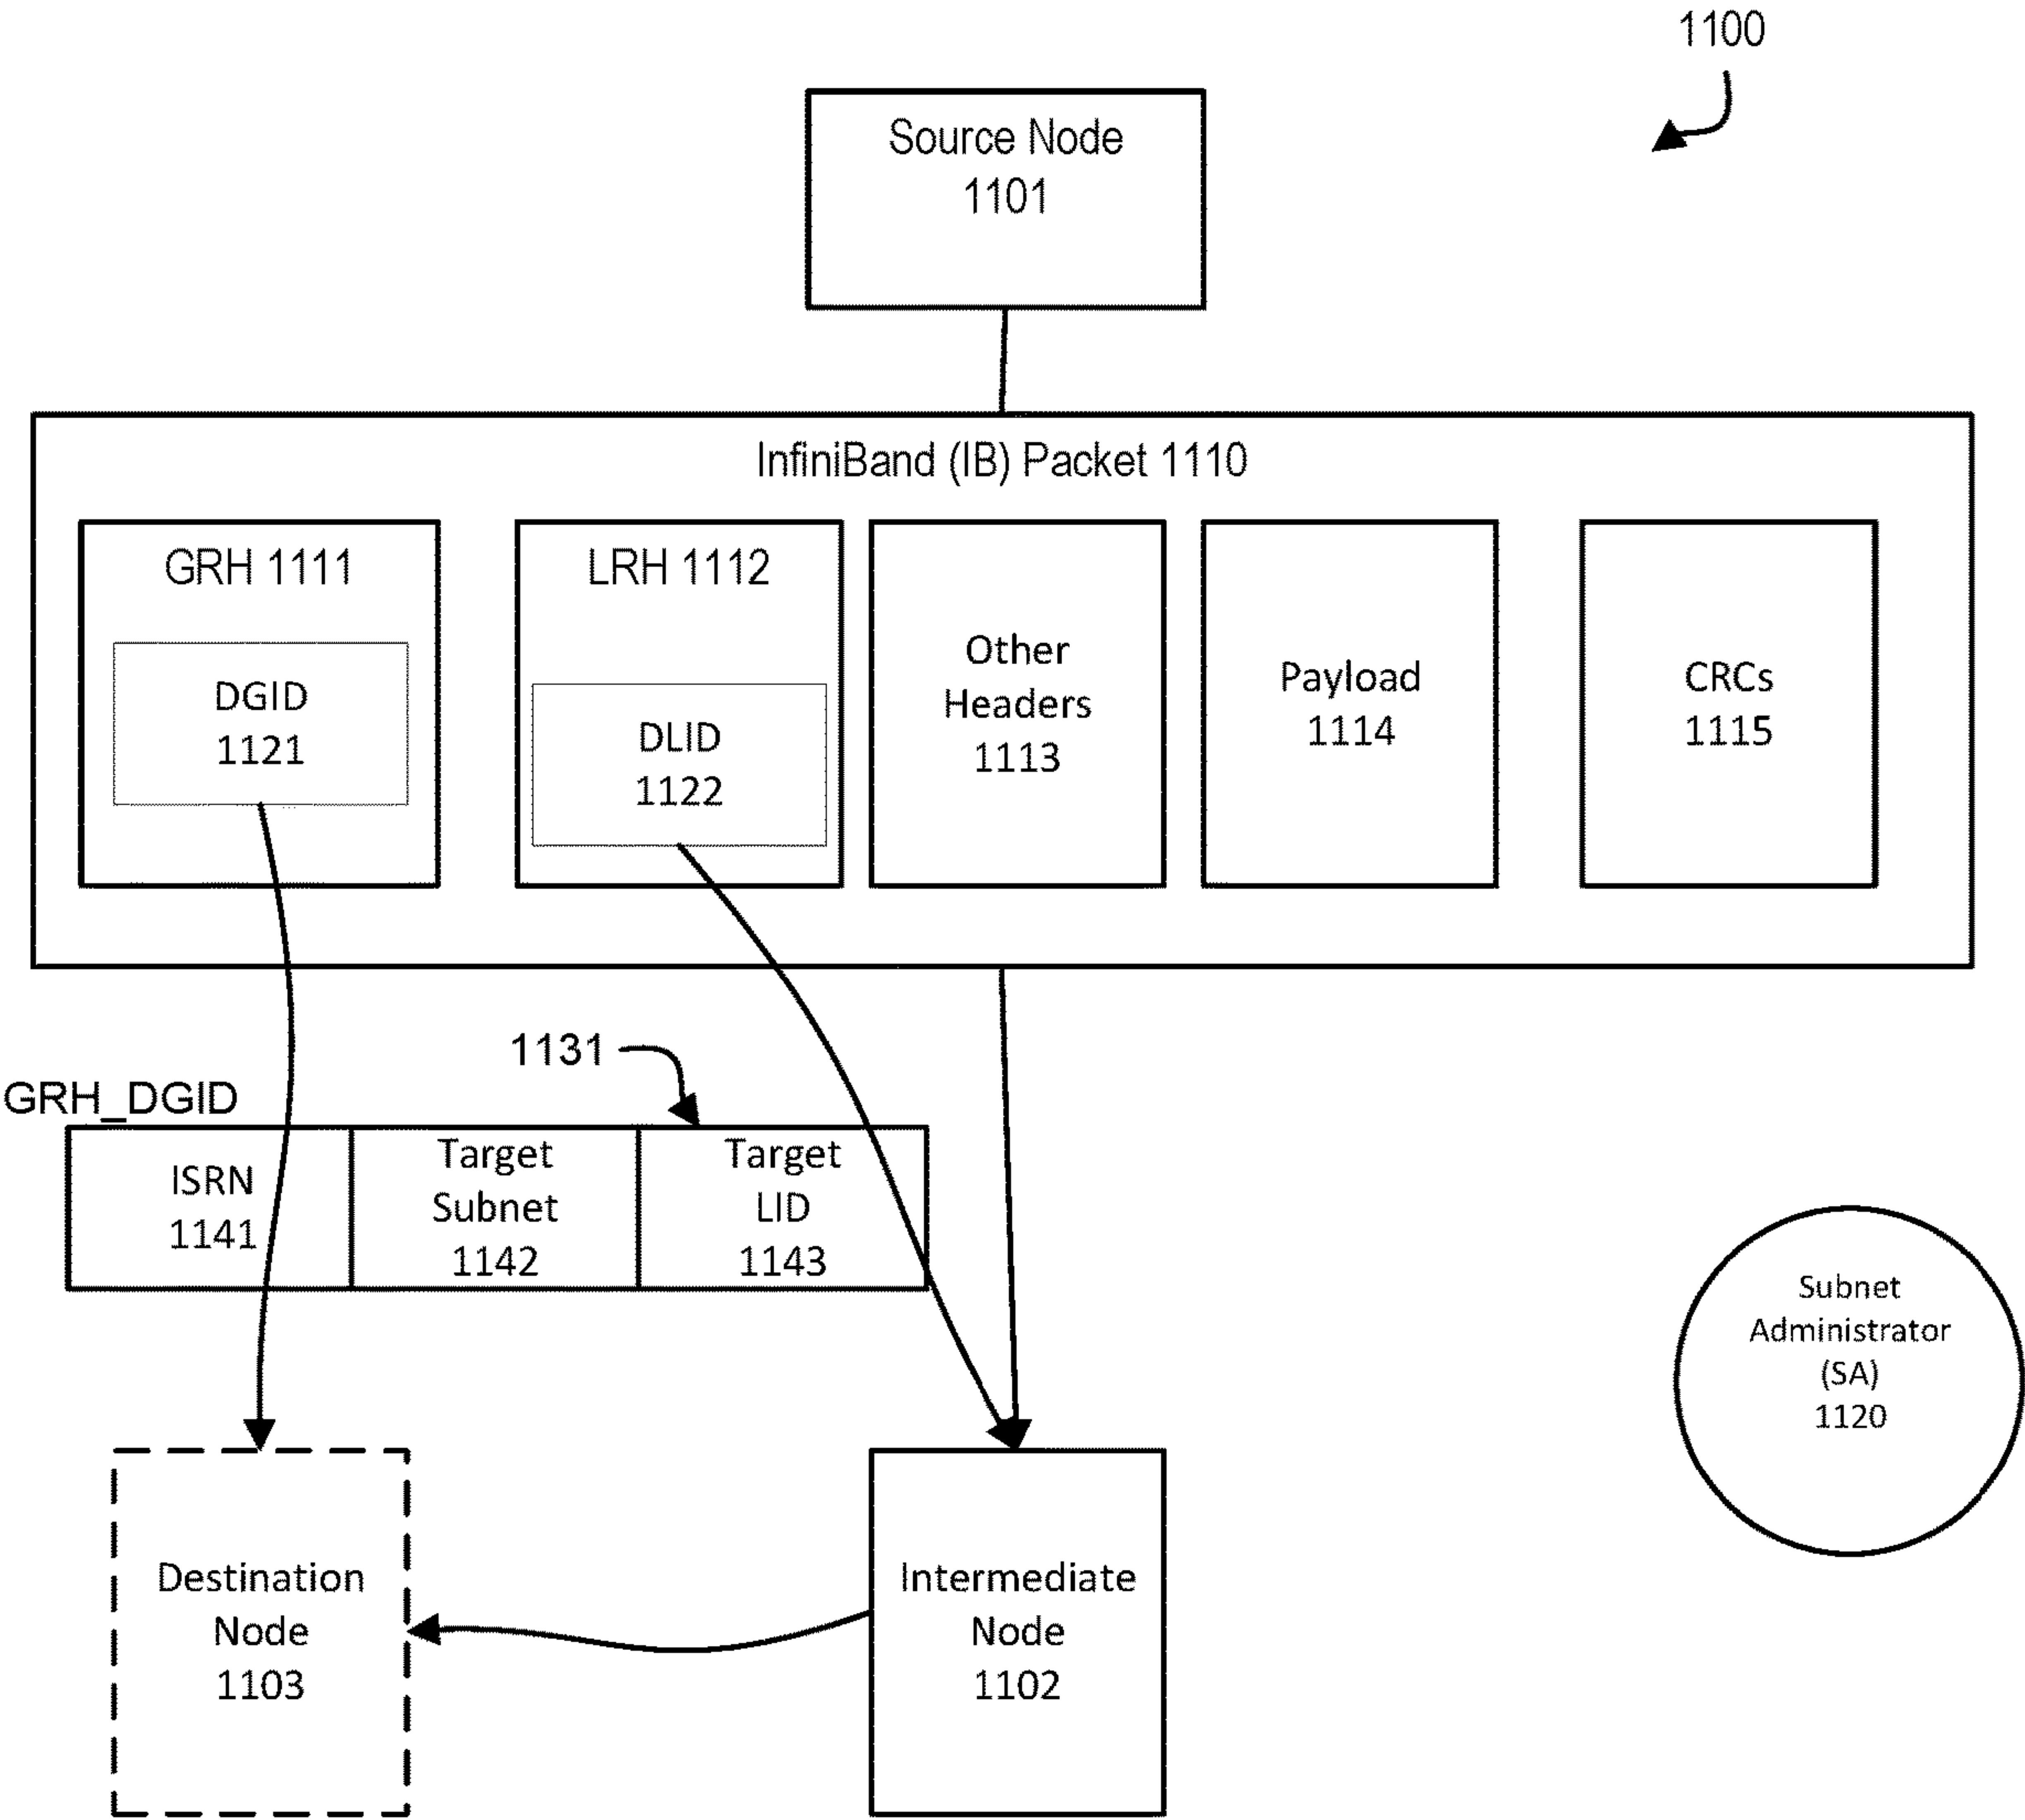 1100
Source Node
1101
InfiniBand (IB) Packet 1110
GRH 1111
DGID
1121
LRH 1112
DLID
1122
Other
Headers
1113
Payload
1114
CRCs
1115
1131
GRH_DGID
ISRN
1141
Target
Subnet
1142
Target
LID
1143
Subnet
Administrator
(SA)
1120
Destination
Node
1103
Intermediate
Node
1102